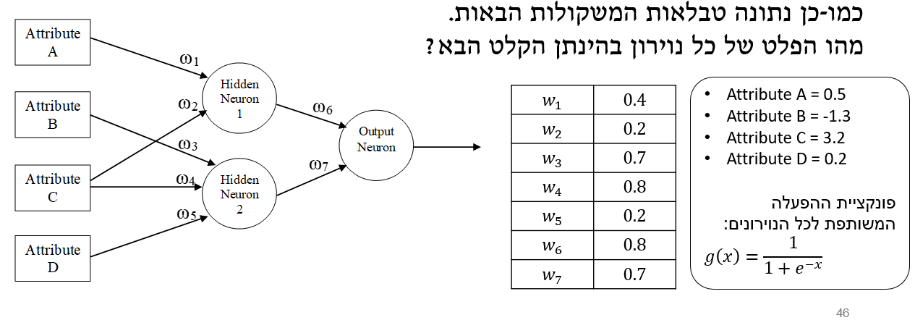 כמו-כן נתונה טבלאות המשקולות הבאות.
מהו הפלט של כל נוירון בהינתן הקלט הבא?
Attribute
A
Attribute
B
Attribute
C
Attribute
D
ω1
ω2
ω3
ω4
ω5
Hidden
Neuron
1
Hidden
Neuron
2
ω6
ω7
Output
Neuron
w₁ 0.4
w₂ 0.2
w₃ 0.7
w₄ 0.8
w₅ 0.2
w₆ 0.8
w₇ 0.7
• Attribute A = 0.5
• Attribute B = -1.3
• Attribute C = 3.2
• Attribute D = 0.2
פונקציית ההפעלה
המשותפת לכל הנוירונים:
g(x) = 1 / (1 + e^{-x})
46